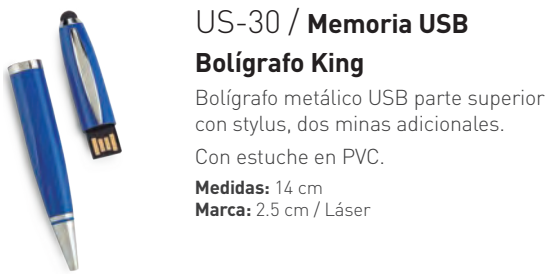 US-30 / Memoria USB
Bolígrafo King
Bolígrafo metálico USB parte superior
con stylus, dos minas adicionales.
Con estuche en PVC.
Medidas: 14 cm
Marca: 2.5 cm / Láser